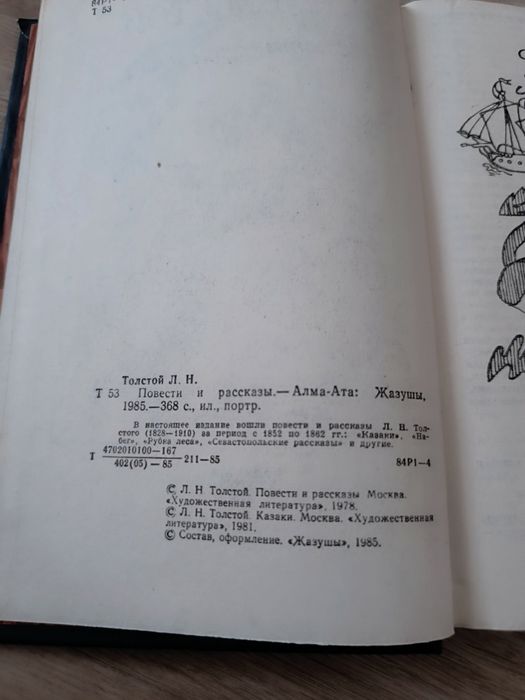 84Р1
Т 53
Толстой Л. Н.
Т 53 Повести и рассказы.— Алма-Ата: Жазушы,
1985.—368 с., ил., портр.
В настоящее издание вошли повести и рассказы Л. Н. Тол-
стого (1828—1910) за период с 1852 по 1862 гг.: «Казаки», «На-
бег», «Рубка леса», «Севастопольские рассказы» и другие.
Т 4702010100—167
402(05)—85 211—85 84Р1—4
© Л. Н Толстой. Повести и рассказы Москва.
«Художественная литература», 1978.
© Л. Н. Толстой. Казаки. Москва. «Художественная
литература», 1981.
© Состав, оформление. «Жазушы», 1985.